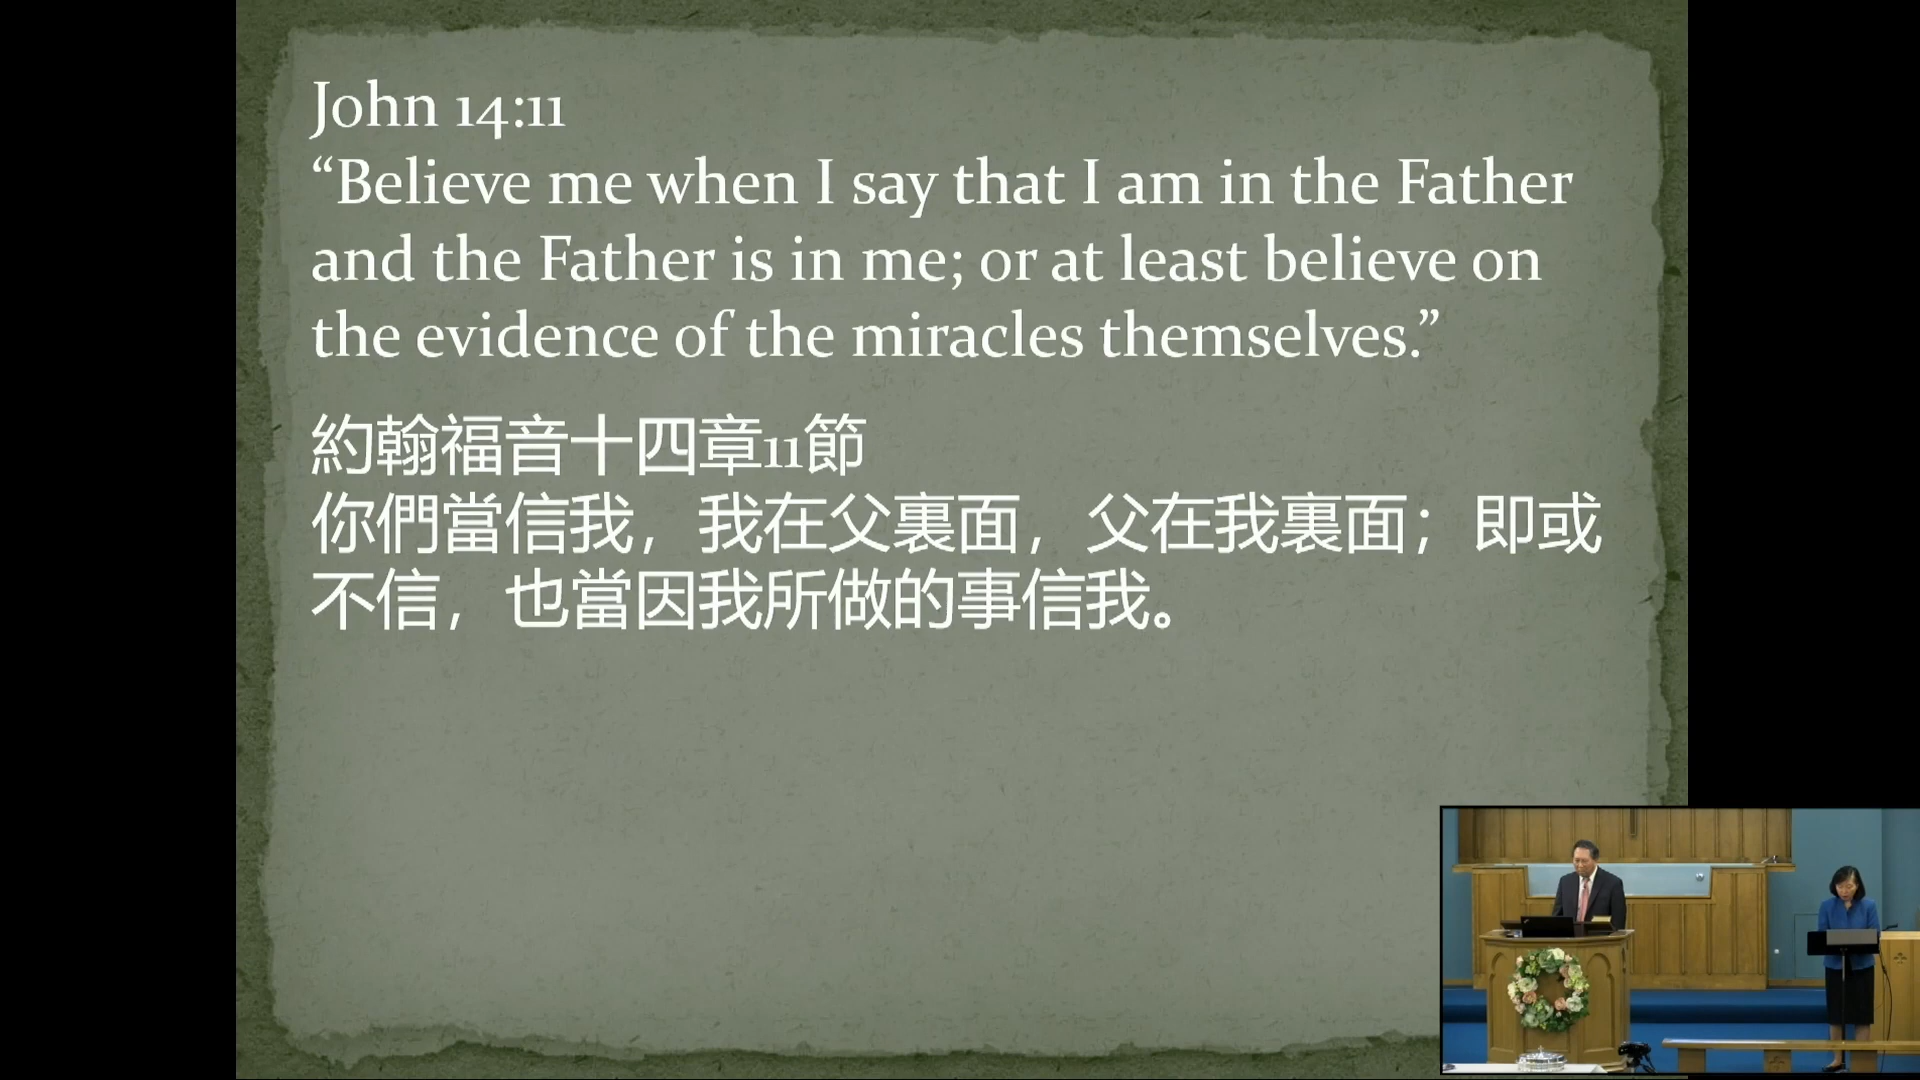 John 14:11
“Believe me when I say that I am in the Father
and the Father is in me; or at least believe on
the evidence of the miracles themselves.”
約翰福音十四章11節
你們當信我，我在父裏面，父在我裏面；即或
不信，也當因我所做的事信我。